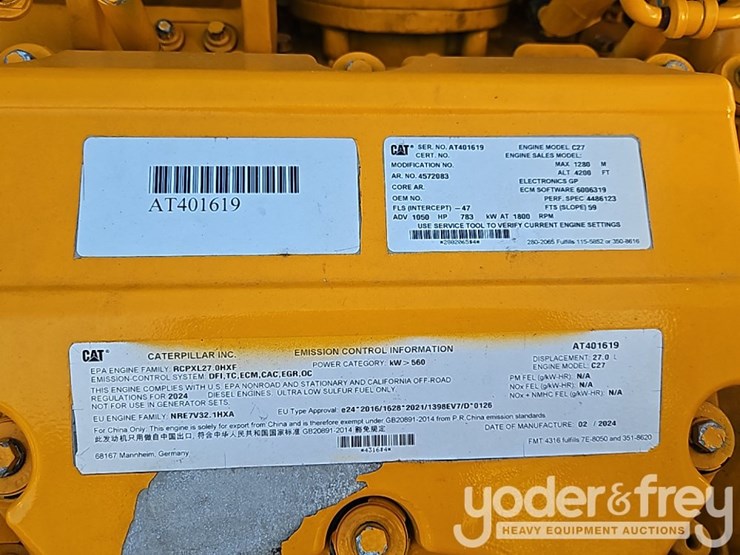 AT401619
CAT SER. NO. AT401619 ENGINE MODEL C27
CERT. NO. ENGINE SALES MODEL:
MODIFICATION NO. MAX 1280 M
AR. NO. 4572083 ALT 4200 FT
CORE AR. ELECTRONICS GP
OEM NO. ECM SOFTWARE 6006319
FLS (INTERCEPT) -47 PERF. SPEC 4486123
ADV 1050 HP 783 kW AT 1800 RPM FTS (SLOPE) 59
USE SERVICE TOOL TO VERIFY CURRENT ENGINE SETTINGS
*2802065#4* 280-2065 Fulfills 115-5852 or 350-8616
CAT CATERPILLAR INC. EMISSION CONTROL INFORMATION AT401619
EPA ENGINE FAMILY: RCPXL27.0HXF POWER CATEGORY: kW> 560 DISPLACEMENT: 27.0 L
EMISSION-CONTROL SYSTEM: DFI,TC,ECM,CAC,EGR,OC ENGINE MODEL: C27
THIS ENGINE COMPLIES WITH U.S. EPA NONROAD AND STATIONARY AND CALIFORNIA OFF-ROAD PM FEL (g/kW-HR): N/A
REGULATIONS FOR 2024 DIESEL ENGINES. ULTRA LOW SULFUR FUEL ONLY. NOx FEL (g/kW-HR): N/A
NOT FOR USE IN GENERATOR SETS. NOx + NMHC FEL (g/kW-HR): N/A
EU ENGINE FAMILY: NRE7V32.1HXA EU Type Approval: e24*2016/1628*2021/1398EV7/D*0126
For China Only: This engine is solely for export from China and is therefore exempt under GB20891-2014 from P.R.China emission standards.
此发动机只用做自中国出口, 符合中华人民共和国国家标准 GB20891-2014 豁免规定
68167 Mannheim, Germany *4316#4* DATE OF MANUFACTURE: 02 / 2024
FMT-4316 fulfills 7E-8050 and 351-8620
yoder&frey
HEAVY EQUIPMENT AUCTIONS